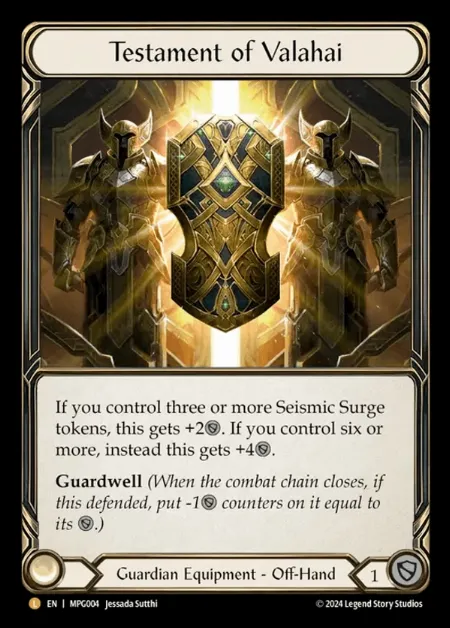 Testament of Valahai
If you control three or more Seismic Surge
tokens, this gets +2. If you control six or
more, instead this gets +4.
Guardwell (When the combat chain closes, if
this defended, put -1 counters on it equal to
its .)
Guardian Equipment - Off-Hand 1
L EN | MPG004 Jessada Sutthi © 2024 Legend Story Studios